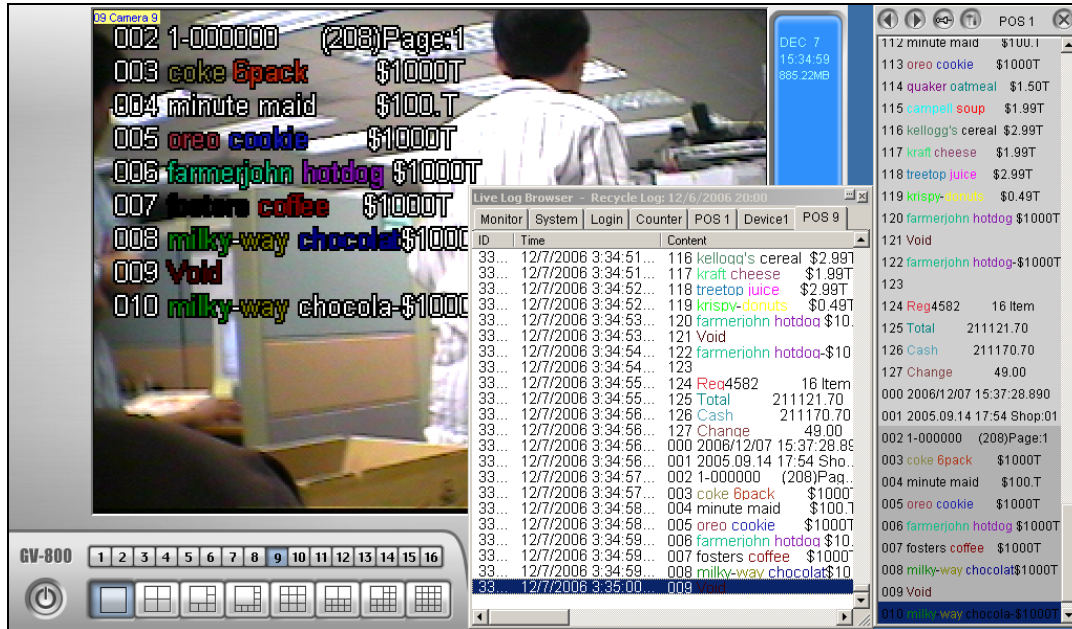 09 Camera 9
002 1-000000 (208)Page:1
003 coke 6pack $1000T
004 minute maid $100.T
005 oreo cookie $1000T
006 farmerjohn hotdog $1000T
007 fosters coffee $1000T
008 milky-way chocolat$1000
009 Void
010 milky-way chocola-$1000
DEC 7
15:34:59
885.22MB
Live Log Browser - Recycle Log: 12/6/2006 20:00
Monitor System Login Counter POS 1 Device1 POS 9
ID Time Content
33... 12/7/2006 3:34:51... 116 kellogg's cereal $2.99T
33... 12/7/2006 3:34:51... 117 kraft cheese $1.99T
33... 12/7/2006 3:34:52... 118 treetop juice $2.99T
33... 12/7/2006 3:34:52... 119 krispy-donuts $0.49T
33... 12/7/2006 3:34:53... 120 farmerjohn hotdog $10.
33... 12/7/2006 3:34:53... 121 Void
33... 12/7/2006 3:34:54... 122 farmerjohn hotdog-$10
33... 12/7/2006 3:34:54... 123
33... 12/7/2006 3:34:55... 124 Reg4582 16 Item
33... 12/7/2006 3:34:55... 125 Total 211121.70
33... 12/7/2006 3:34:56... 126 Cash 211170.70
33... 12/7/2006 3:34:56... 127 Change 49.00
33... 12/7/2006 3:34:56... 000 2006/12/07 15:37:28.89
33... 12/7/2006 3:34:56... 001 2005.09.14 17:54 Sho...
33... 12/7/2006 3:34:57... 002 1-000000 (208)Pag...
33... 12/7/2006 3:34:57... 003 coke 6pack $1000T
33... 12/7/2006 3:34:58... 004 minute maid $100.T
33... 12/7/2006 3:34:58... 005 oreo cookie $1000T
33... 12/7/2006 3:34:59... 006 farmerjohn hotdog $10
33... 12/7/2006 3:34:59... 007 fosters coffee $1000T
33... 12/7/2006 3:34:59... 008 milky-way chocolat$10
33... 12/7/2006 3:35:00... 009 Void
POS 1
112 minute maid $100.T
113 oreo cookie $1000T
114 quaker oatmeal $1.50T
115 campell soup $1.99T
116 kellogg's cereal $2.99T
117 kraft cheese $1.99T
118 treetop juice $2.99T
119 krispy-donuts $0.49T
120 farmerjohn hotdog $1000T
121 Void
122 farmerjohn hotdog-$1000T
123
124 Reg4582 16 Item
125 Total 211121.70
126 Cash 211170.70
127 Change 49.00
000 2006/12/07 15:37:28.890
001 2005.09.14 17:54 Shop:01
002 1-000000 (208)Page:1
003 coke 6pack $1000T
004 minute maid $100.T
005 oreo cookie $1000T
006 farmerjohn hotdog $1000T
007 fosters coffee $1000T
008 milky-way chocolat$1000T
009 Void
010 milky-way chocola-$1000T
GV-800
1 2 3 4 5 6 7 8 9 10 11 12 13 14 15 16